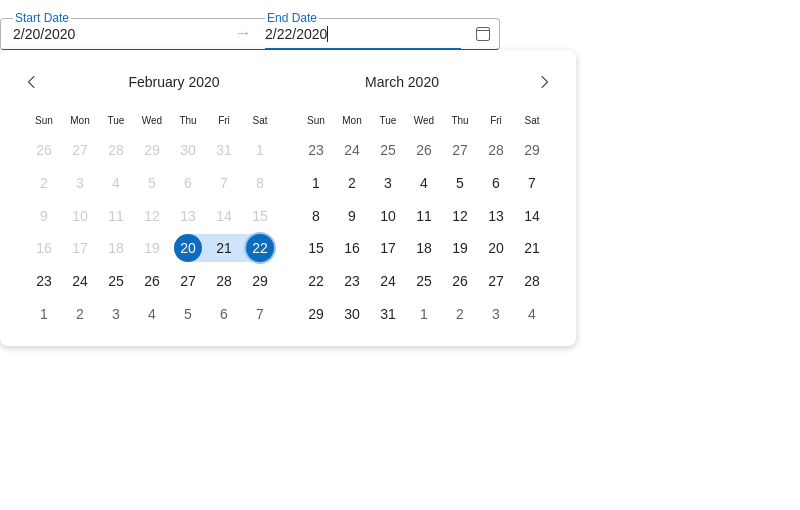 Start Date End Date
2/20/2020 → 2/22/2020
February 2020 March 2020
Sun Mon Tue Wed Thu Fri Sat Sun Mon Tue Wed Thu Fri Sat
26 27 28 29 30 31 1 23 24 25 26 27 28 29
2 3 4 5 6 7 8 1 2 3 4 5 6 7
9 10 11 12 13 14 15 8 9 10 11 12 13 14
16 17 18 19 20 21 22 15 16 17 18 19 20 21
23 24 25 26 27 28 29 22 23 24 25 26 27 28
1 2 3 4 5 6 7 29 30 31 1 2 3 4